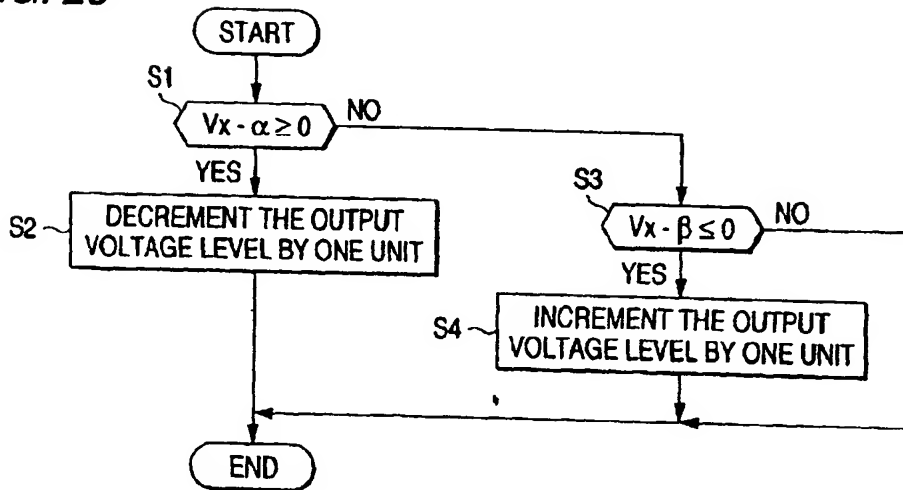 START
S1
Vx - α ≥ 0
NO
YES
S2
DECREMENT THE OUTPUT
VOLTAGE LEVEL BY ONE UNIT
S3
Vx - β ≤ 0
NO
YES
S4
INCREMENT THE OUTPUT
VOLTAGE LEVEL BY ONE UNIT
END